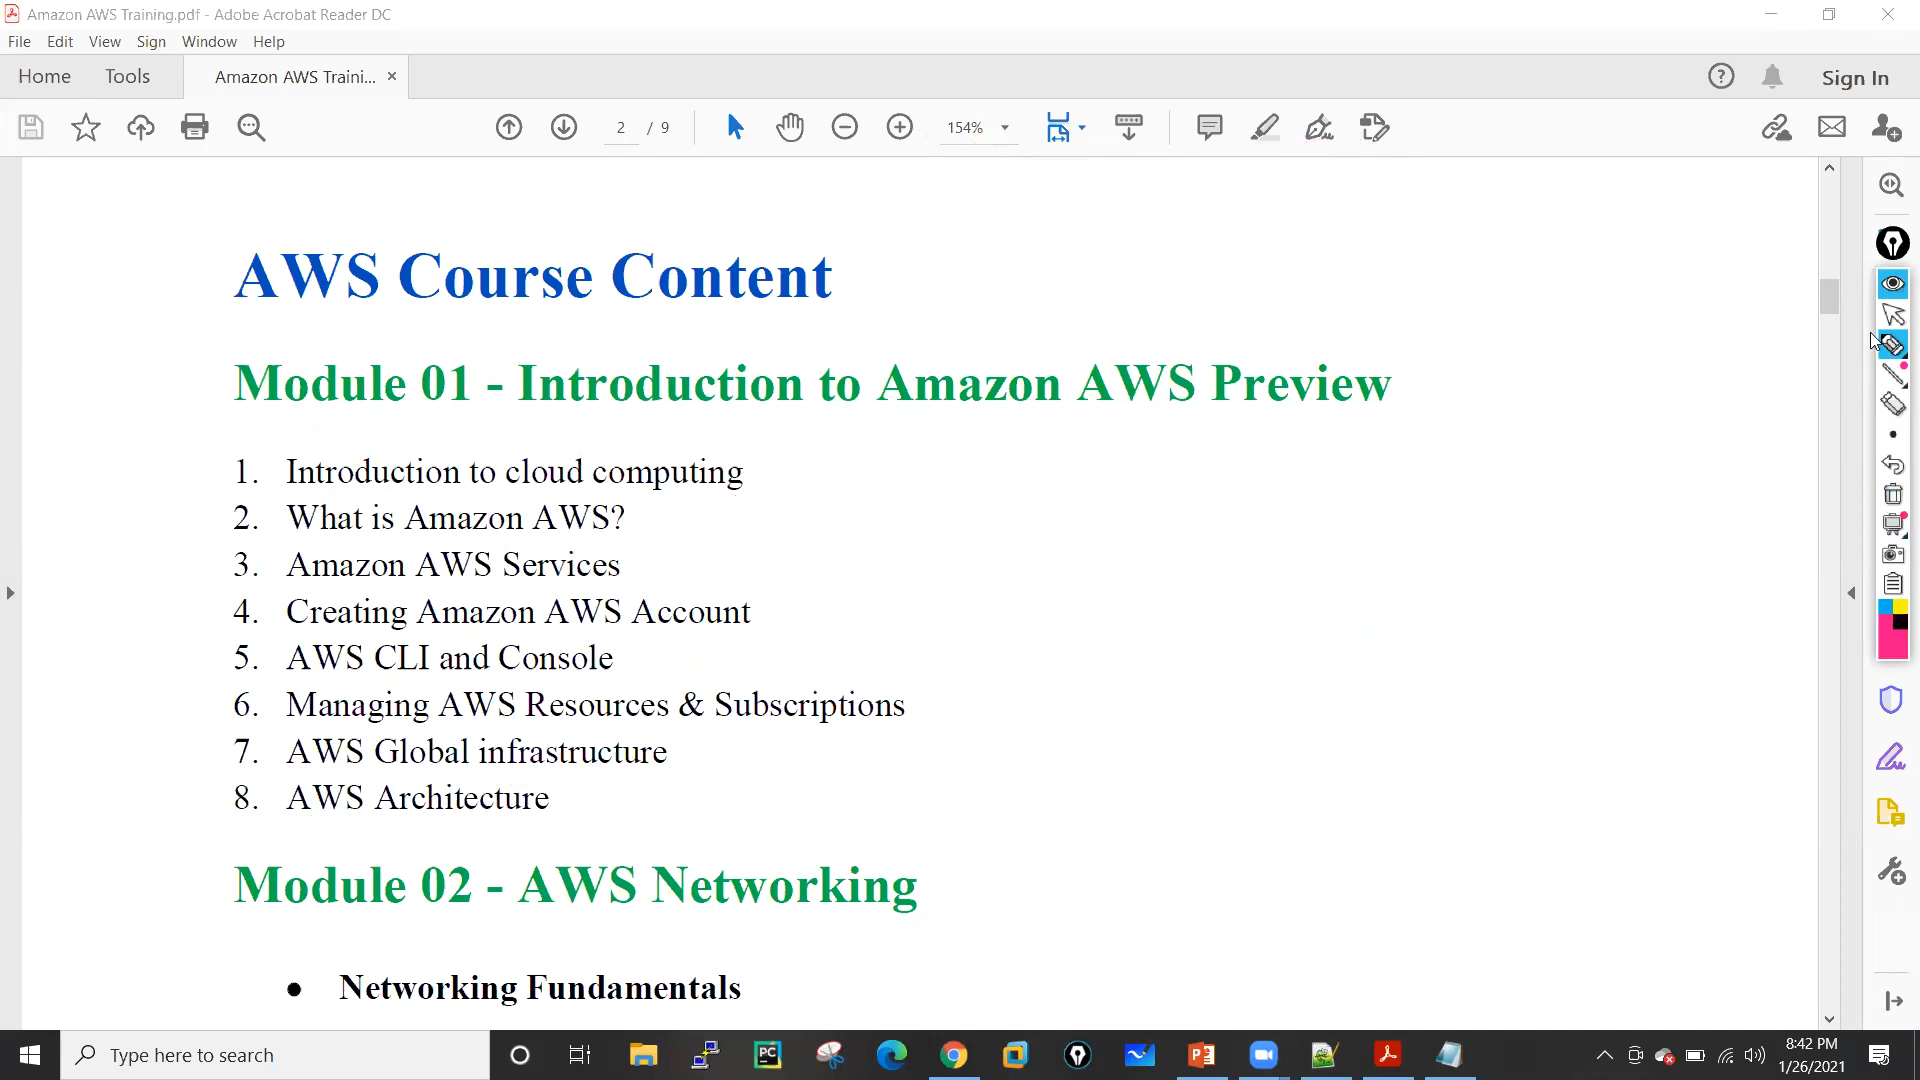 Amazon AWS Training.pdf - Adobe Acrobat Reader DC
File Edit View Sign Window Help
Home Tools Amazon AWS Traini... Sign In
2 / 9 154%
AWS Course Content
Module 01 - Introduction to Amazon AWS Preview
1. Introduction to cloud computing
2. What is Amazon AWS?
3. Amazon AWS Services
4. Creating Amazon AWS Account
5. AWS CLI and Console
6. Managing AWS Resources & Subscriptions
7. AWS Global infrastructure
8. AWS Architecture
Module 02 - AWS Networking
● Networking Fundamentals
Type here to search
8:42 PM
1/26/2021